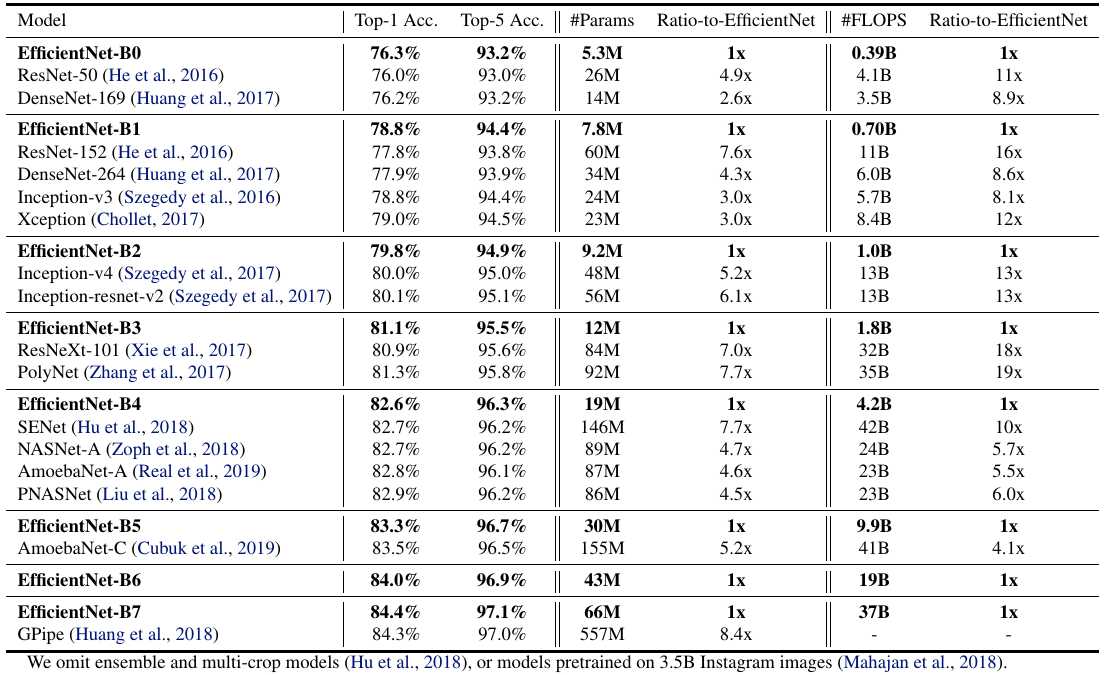 Model Top-1 Acc. Top-5 Acc. #Params Ratio-to-EfficientNet #FLOPS Ratio-to-EfficientNet
EfficientNet-B0 76.3% 93.2% 5.3M 1x 0.39B 1x
ResNet-50 (He et al., 2016) 76.0% 93.0% 26M 4.9x 4.1B 11x
DenseNet-169 (Huang et al., 2017) 76.2% 93.2% 14M 2.6x 3.5B 8.9x
EfficientNet-B1 78.8% 94.4% 7.8M 1x 0.70B 1x
ResNet-152 (He et al., 2016) 77.8% 93.8% 60M 7.6x 11B 16x
DenseNet-264 (Huang et al., 2017) 77.9% 93.9% 34M 4.3x 6.0B 8.6x
Inception-v3 (Szegedy et al., 2016) 78.8% 94.4% 24M 3.0x 5.7B 8.1x
Xception (Chollet, 2017) 79.0% 94.5% 23M 3.0x 8.4B 12x
EfficientNet-B2 79.8% 94.9% 9.2M 1x 1.0B 1x
Inception-v4 (Szegedy et al., 2017) 80.0% 95.0% 48M 5.2x 13B 13x
Inception-resnet-v2 (Szegedy et al., 2017) 80.1% 95.1% 56M 6.1x 13B 13x
EfficientNet-B3 81.1% 95.5% 12M 1x 1.8B 1x
ResNeXt-101 (Xie et al., 2017) 80.9% 95.6% 84M 7.0x 32B 18x
PolyNet (Zhang et al., 2017) 81.3% 95.8% 92M 7.7x 35B 19x
EfficientNet-B4 82.6% 96.3% 19M 1x 4.2B 1x
SENet (Hu et al., 2018) 82.7% 96.2% 146M 7.7x 42B 10x
NASNet-A (Zoph et al., 2018) 82.7% 96.2% 89M 4.7x 24B 5.7x
AmoebaNet-A (Real et al., 2019) 82.8% 96.1% 87M 4.6x 23B 5.5x
PNASNet (Liu et al., 2018) 82.9% 96.2% 86M 4.5x 23B 6.0x
EfficientNet-B5 83.3% 96.7% 30M 1x 9.9B 1x
AmoebaNet-C (Cubuk et al., 2019) 83.5% 96.5% 155M 5.2x 41B 4.1x
EfficientNet-B6 84.0% 96.9% 43M 1x 19B 1x
EfficientNet-B7 84.4% 97.1% 66M 1x 37B 1x
GPipe (Huang et al., 2018) 84.3% 97.0% 557M 8.4x - -
We omit ensemble and multi-crop models (Hu et al., 2018), or models pretrained on 3.5B Instagram images (Mahajan et al., 2018).